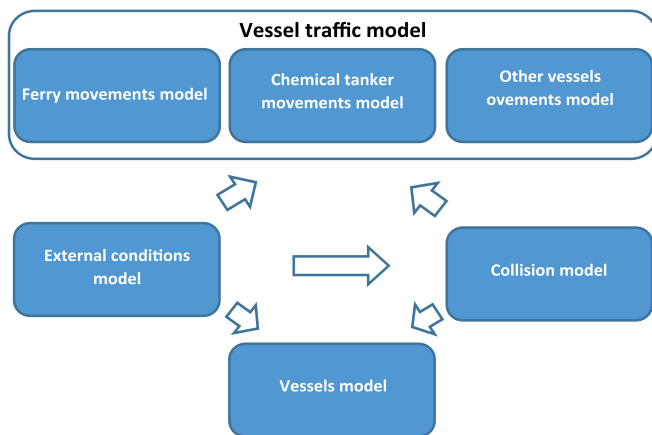 Vessel traffic model
Ferry movements model
Chemical tanker
movements model
Other vessels
ovements model
External conditions
model
Collision model
Vessels model